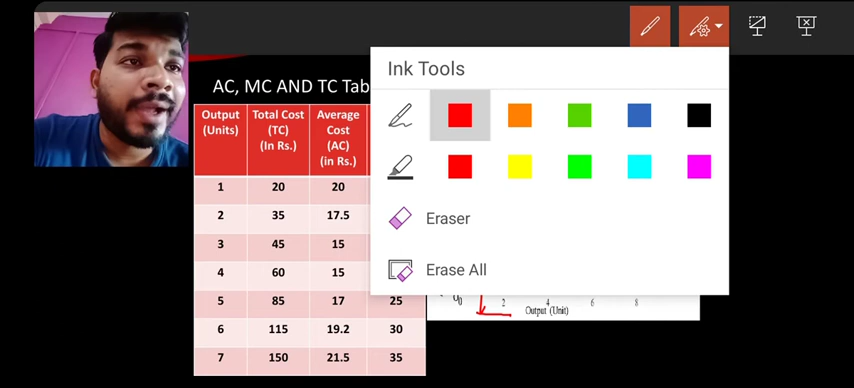 Ink Tools
Eraser
Erase All
AC, MC AND TC Tab
Output (Units) Total Cost (TC) (In Rs.) Average Cost (AC) (in Rs.)
1 20 20
2 35 17.5
3 45 15
4 60 15
5 85 17 25
6 115 19.2 30
7 150 21.5 35
0 2 4 6 8
Output (Unit)